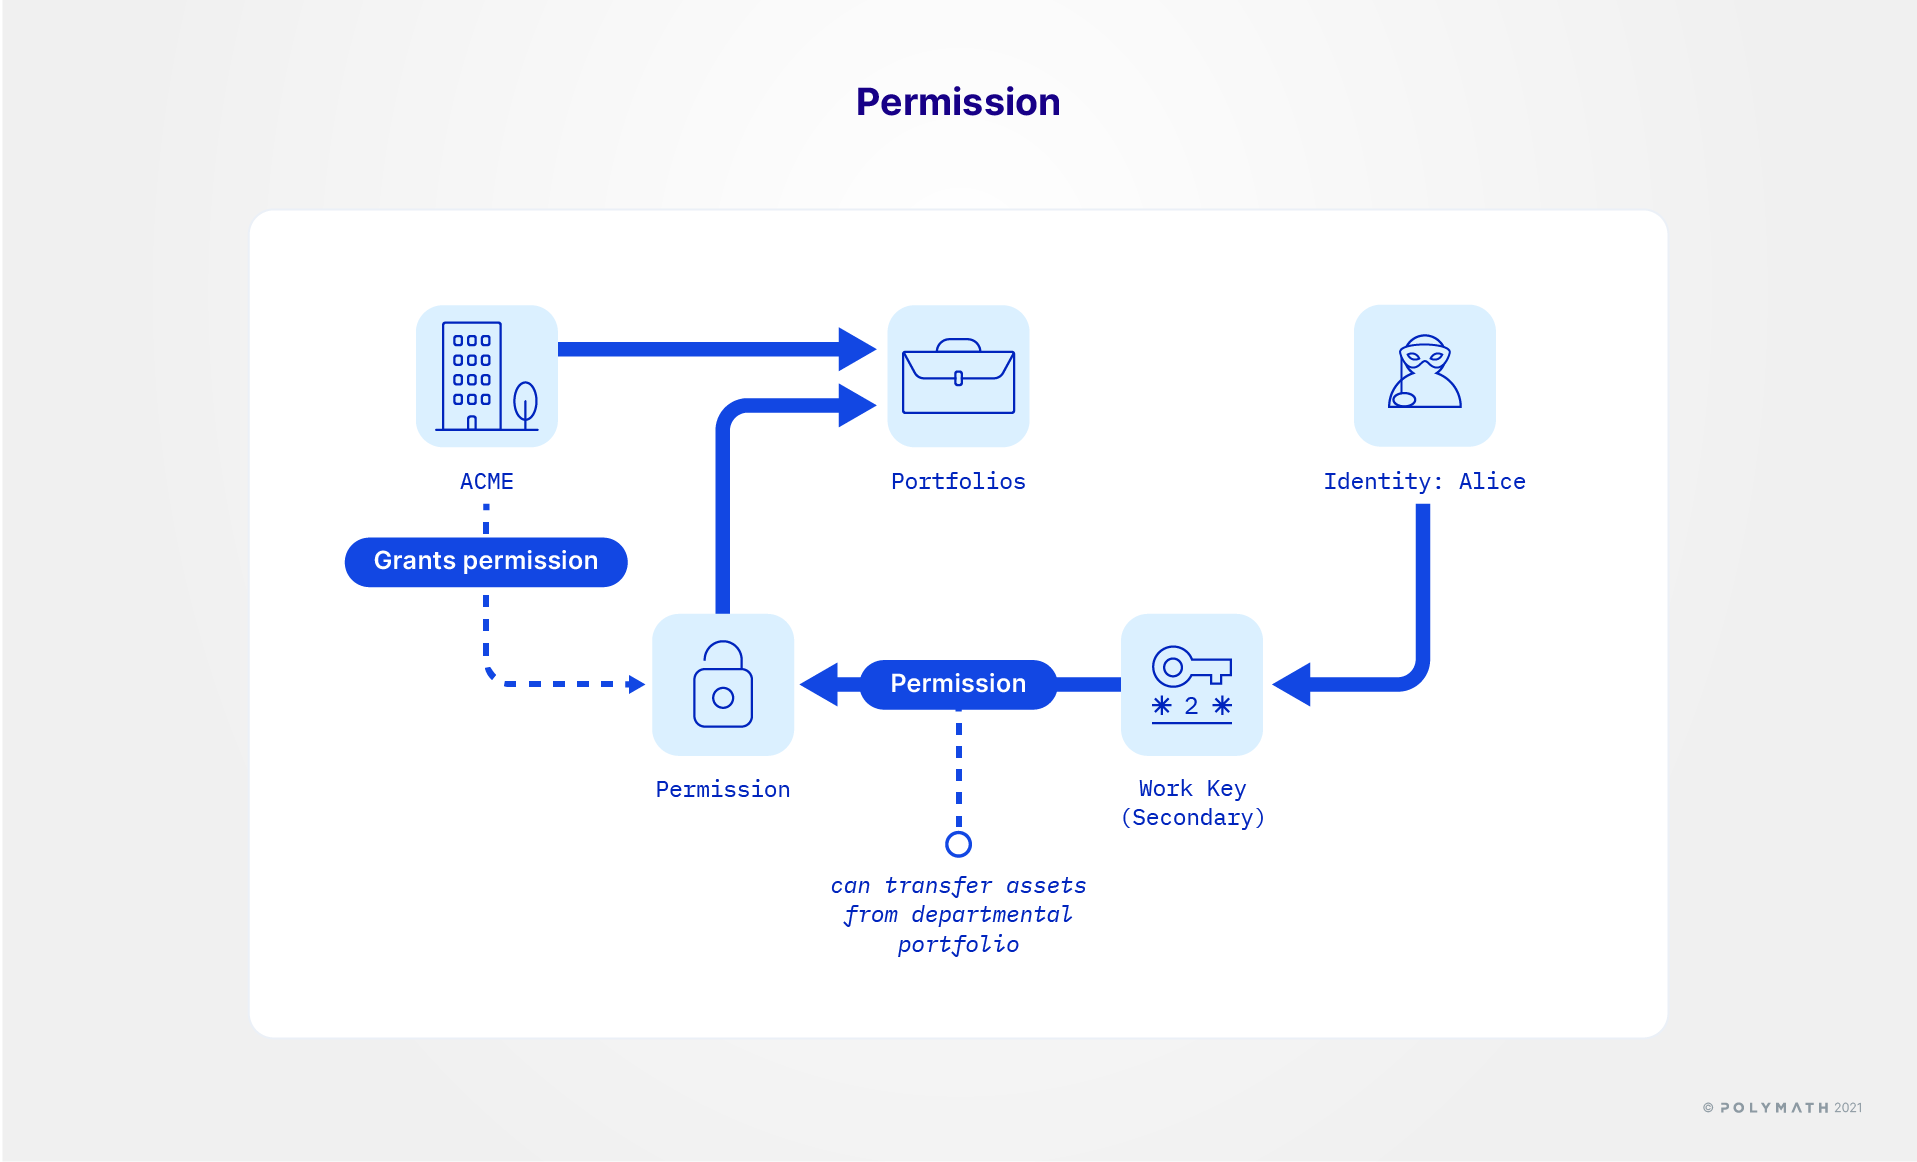 Permission
ACME
Portfolios
Identity: Alice
Grants permission
Permission
* 2 *
Permission
Work Key
(Secondary)
can transfer assets
from departmental
portfolio
© POLYMATH 2021